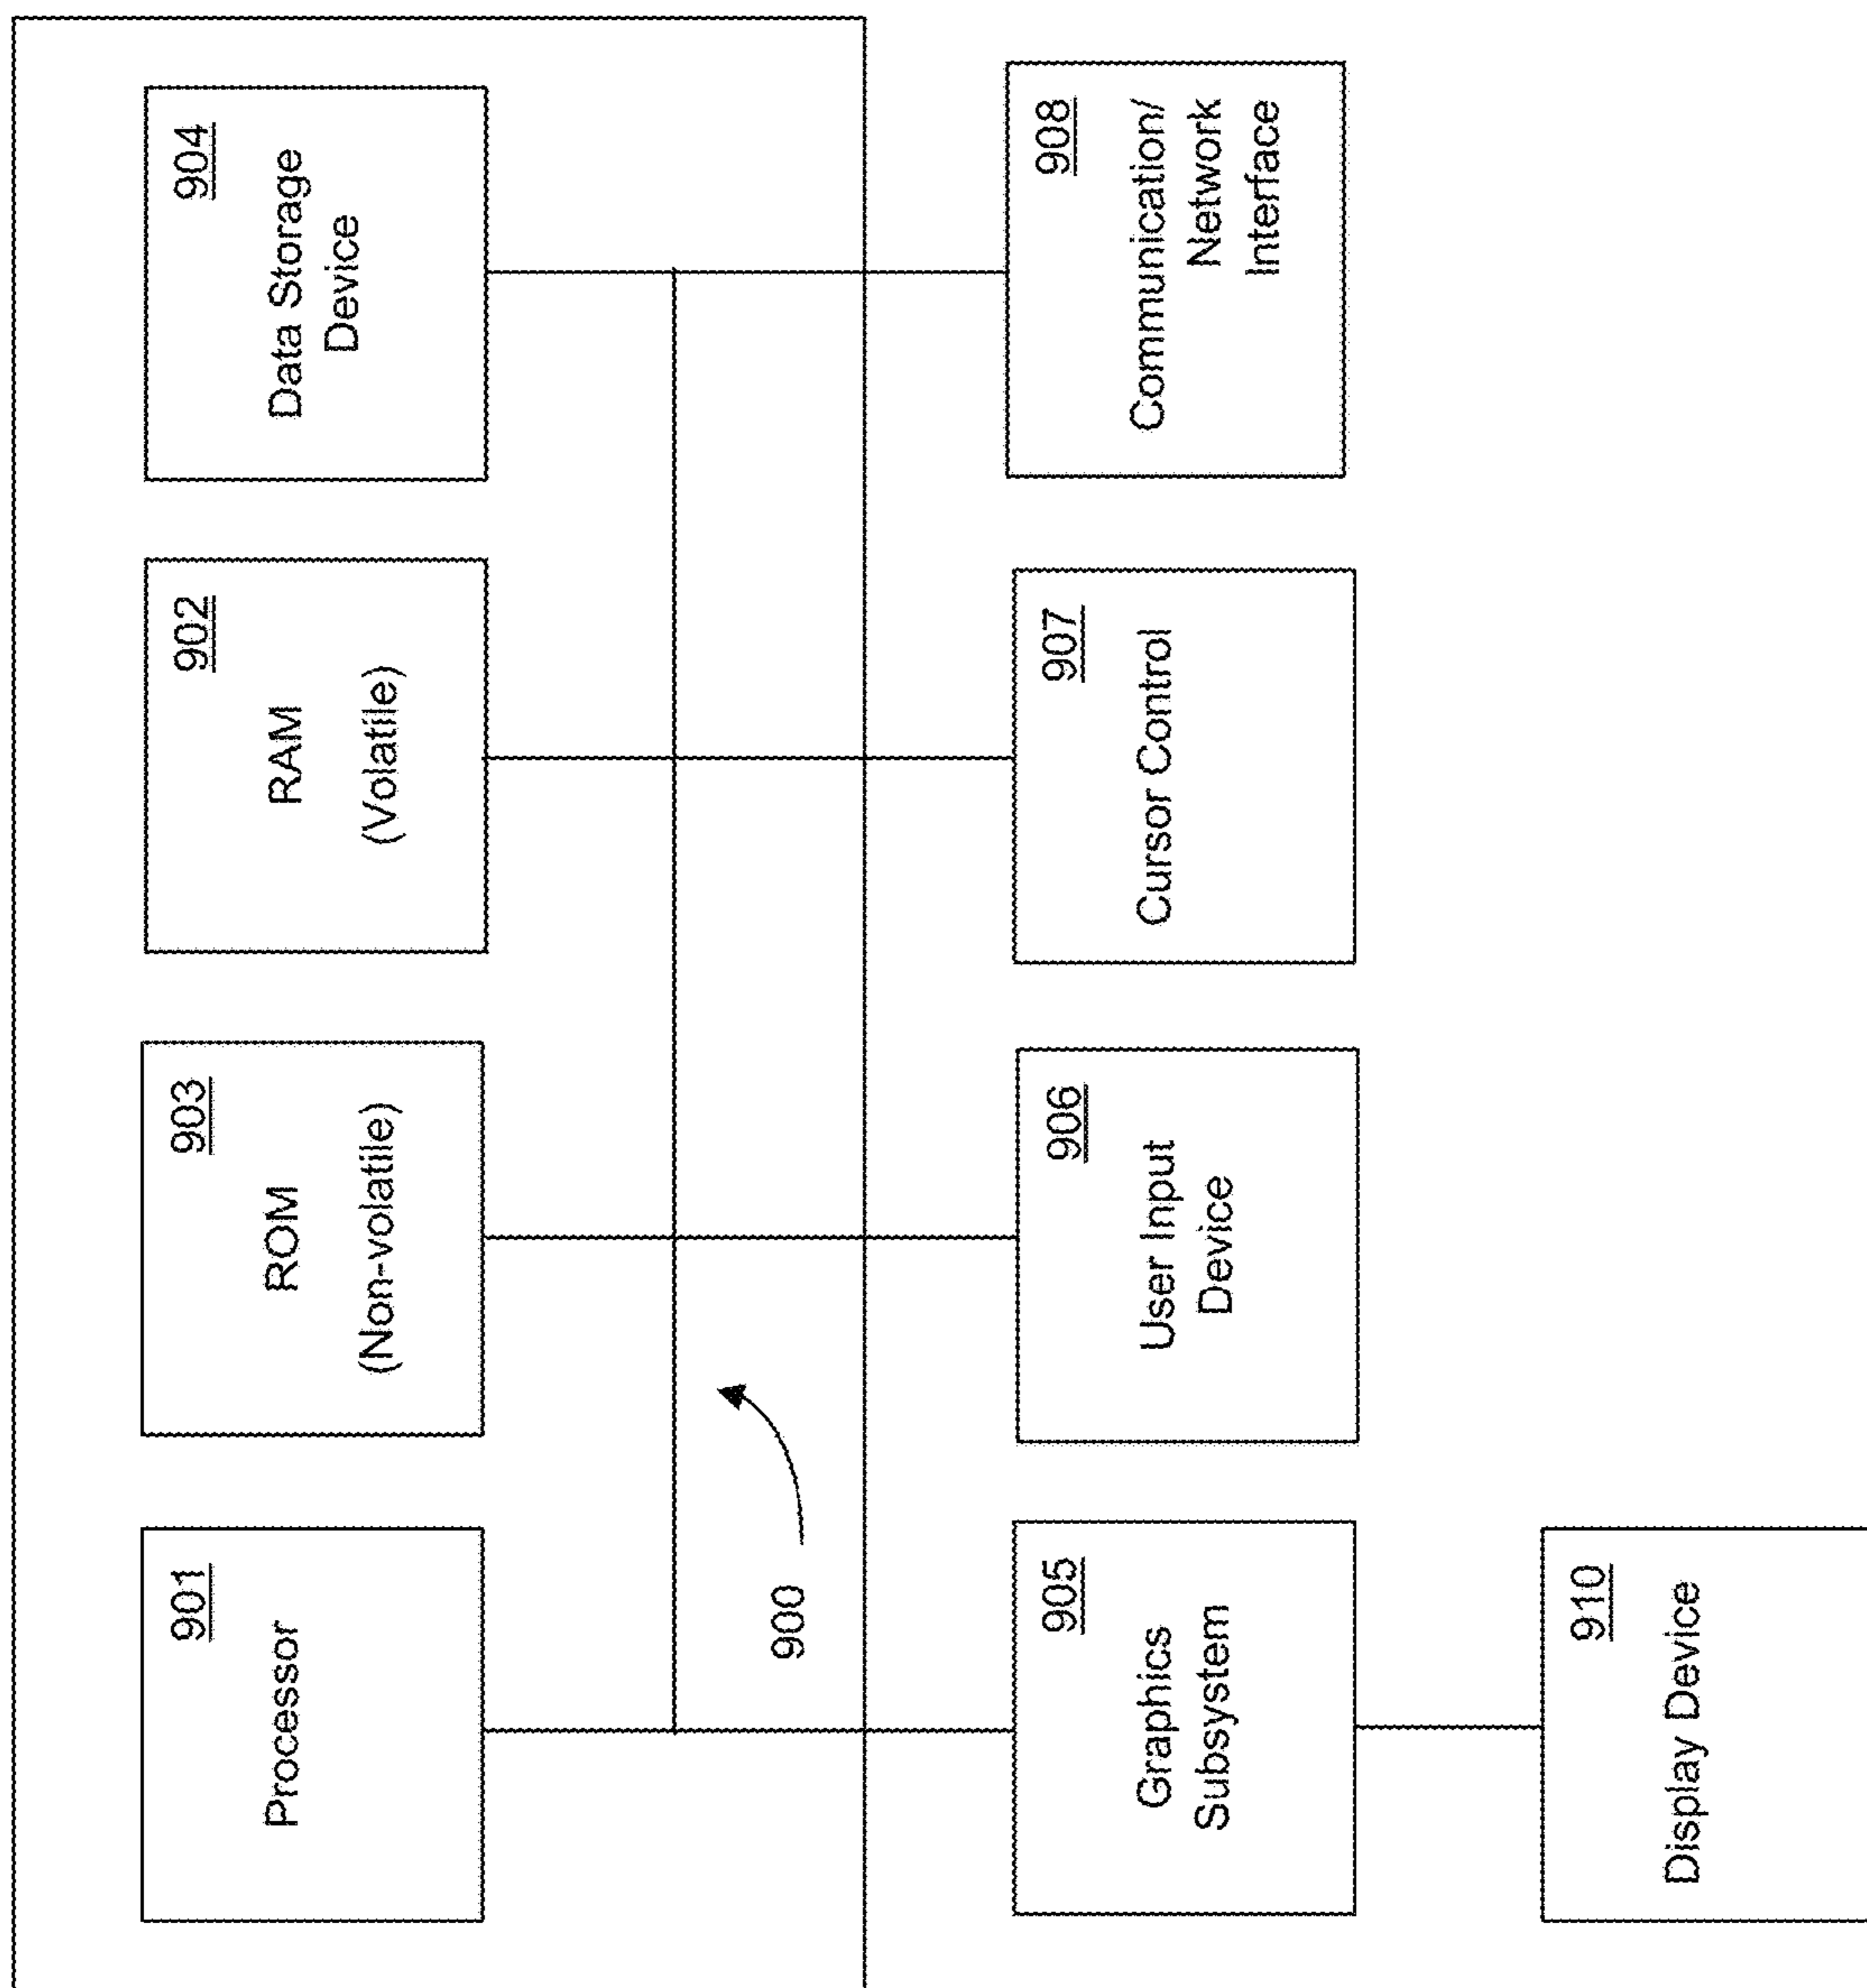 901
Processor
903
ROM
(Non-volatile)
902
RAM
(Volatile)
904
Data Storage
Device
900
905
Graphics
Subsystem
906
User Input
Device
907
Cursor Control
908
Communication/
Network
Interface
910
Display Device